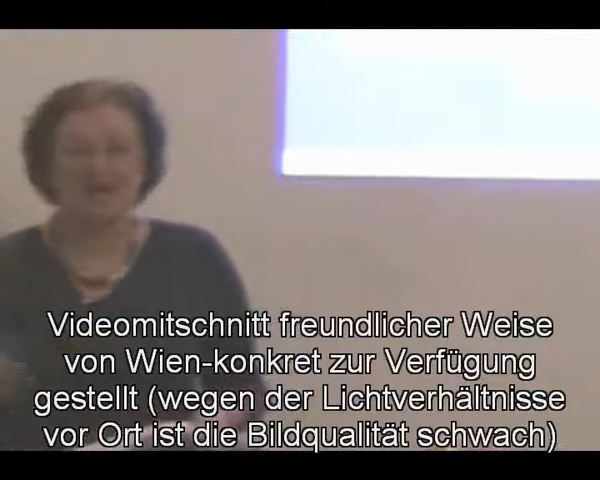 Videomitschnitt freundlicher Weise
von Wien-konkret zur Verfügung
gestellt (wegen der Lichtverhältnisse
vor Ort ist die Bildqualität schwach)